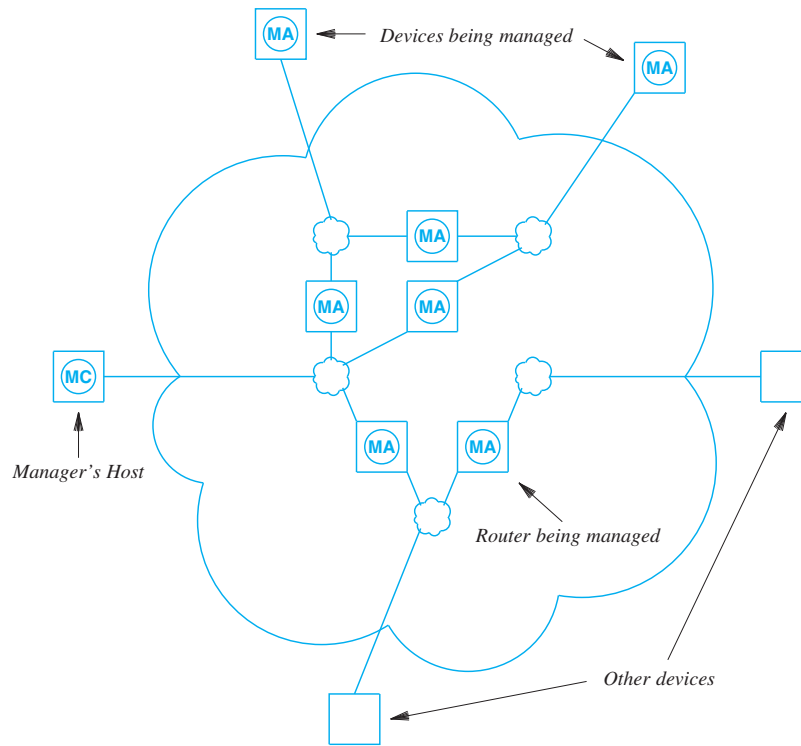 MA
Devices being managed
MA
MA
MA
MA
MC
Manager's Host
MA
MA
Router being managed
Other devices